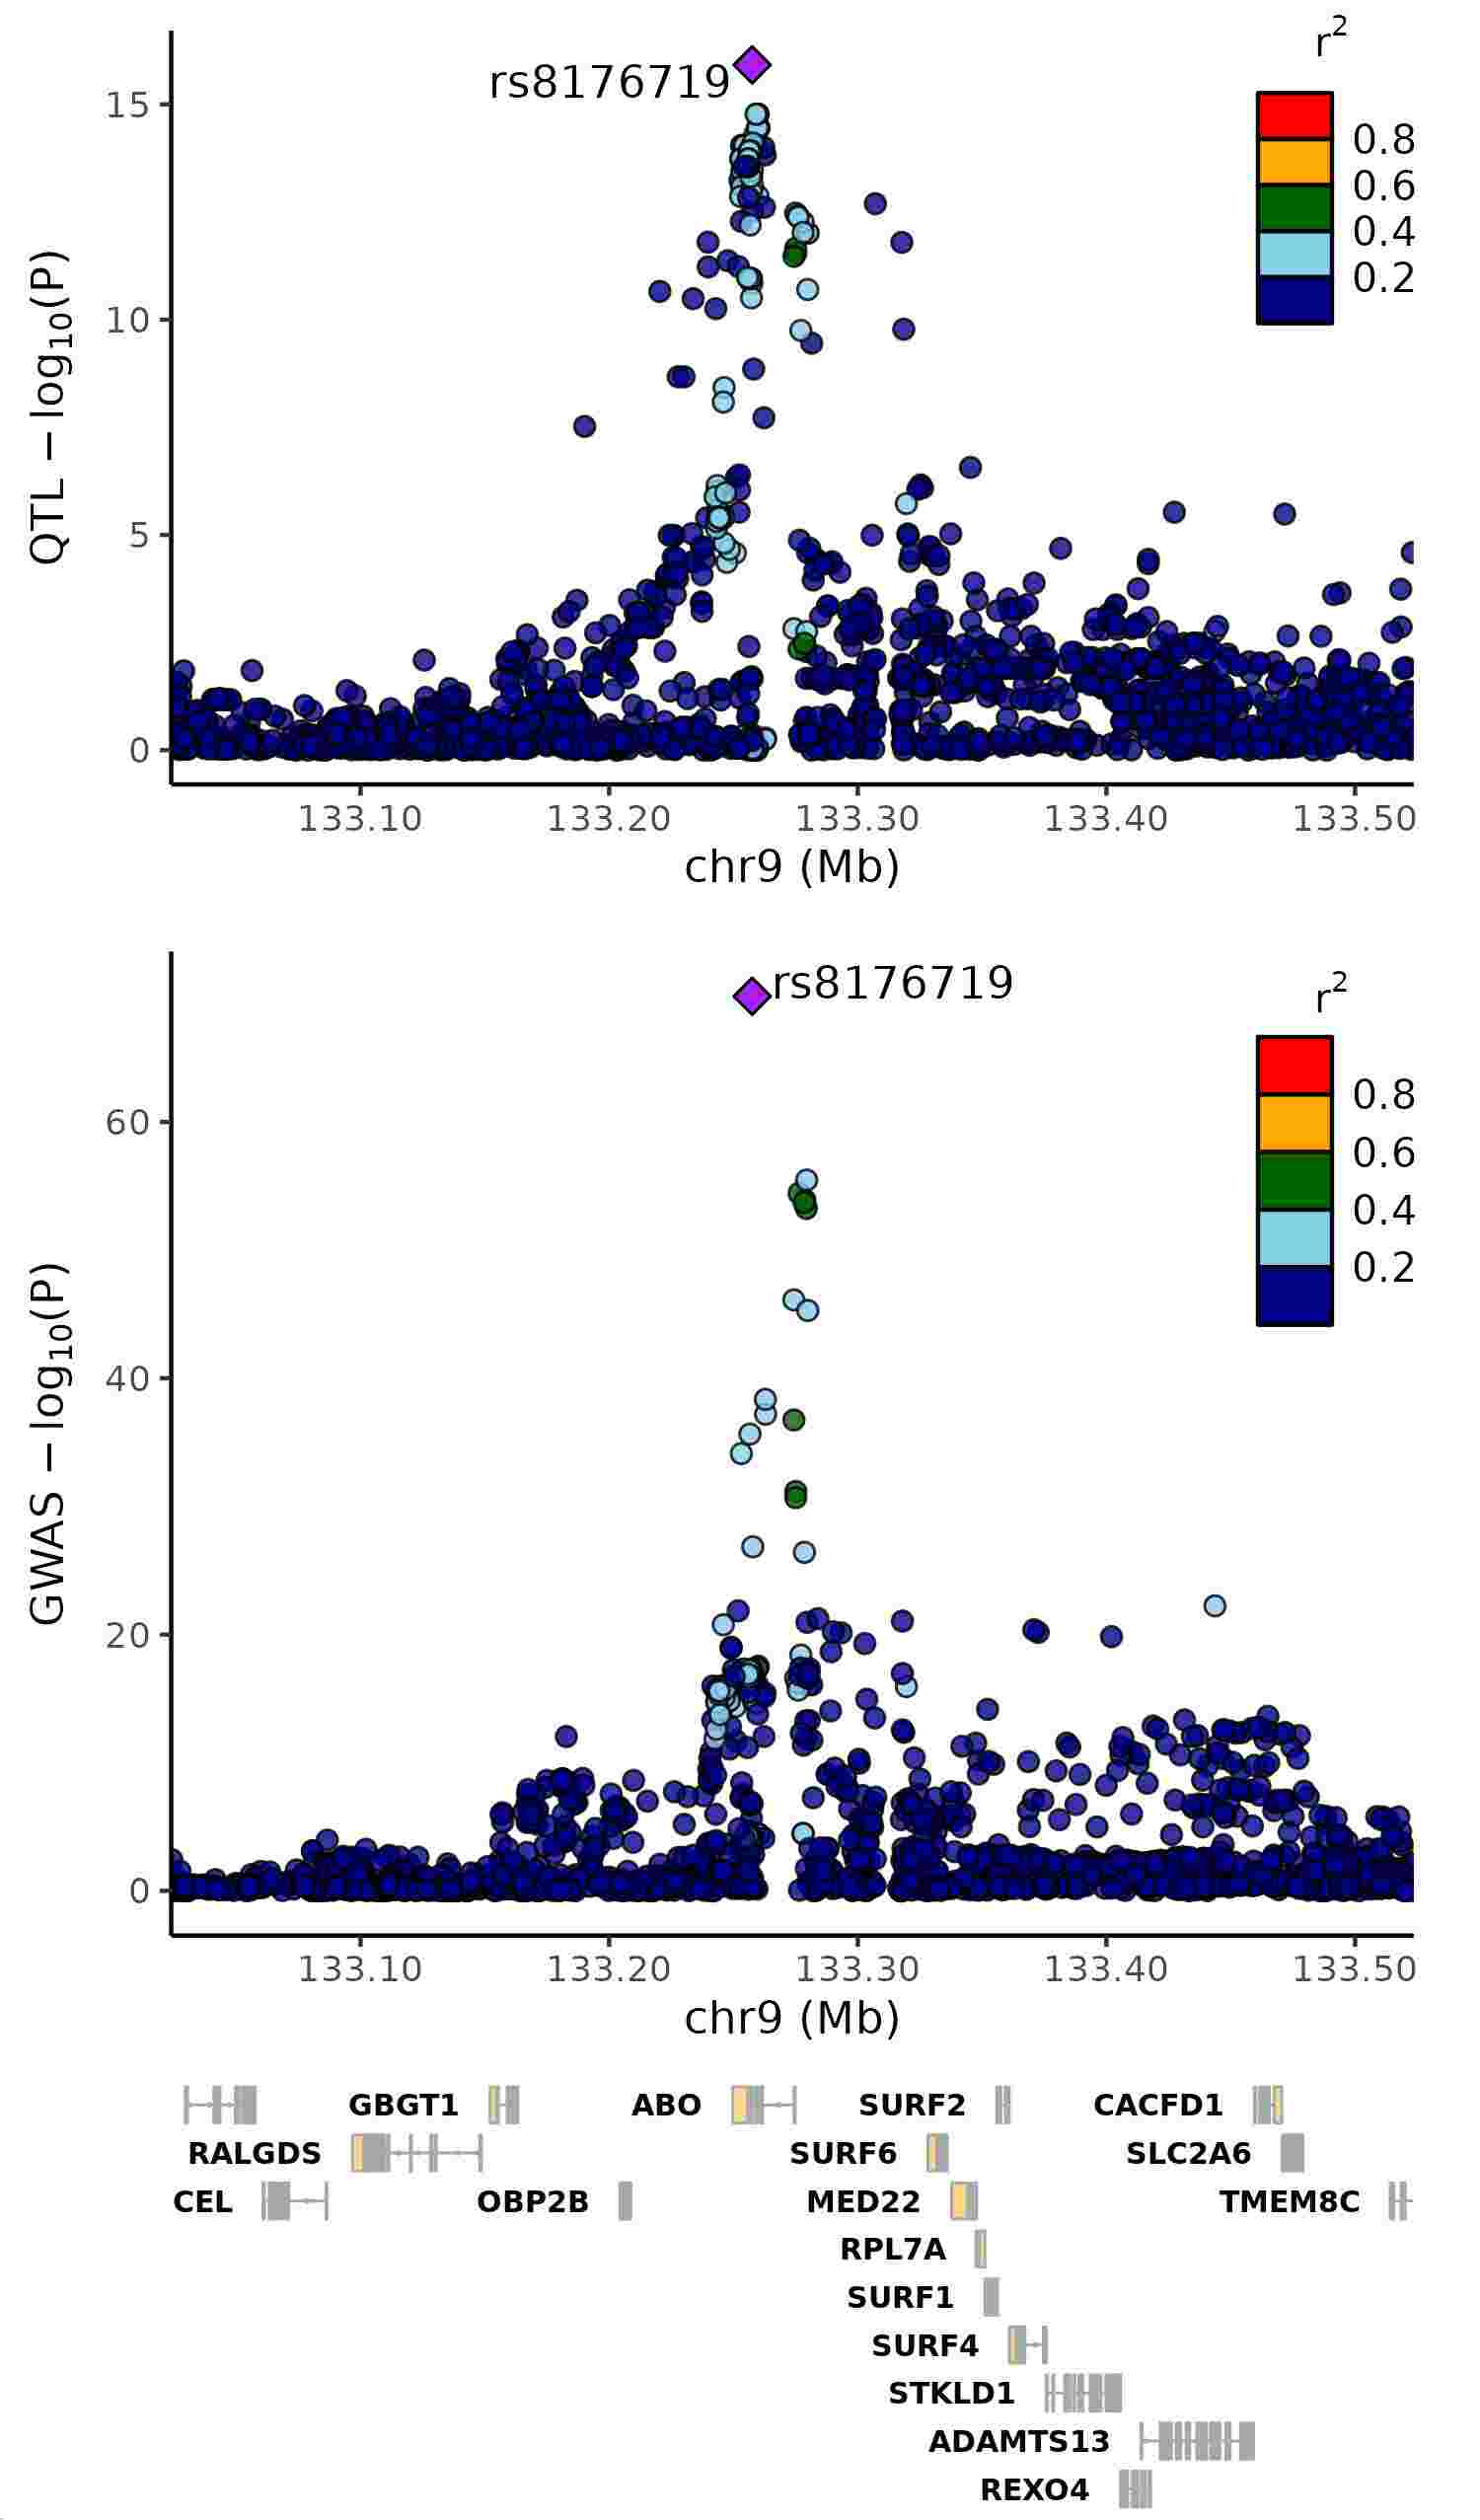 r2
rs8176719
15
10
5
0
0.8
0.6
0.4
0.2
QTL − log10(P)
133.10 133.20 133.30 133.40 133.50
chr9 (Mb)
rs8176719
r2
60
40
20
0
0.8
0.6
0.4
0.2
GWAS − log10(P)
133.10 133.20 133.30 133.40 133.50
chr9 (Mb)
GBGT1 ABO SURF2 CACFD1
RALGDS SURF6 SLC2A6
CEL OBP2B MED22 TMEM8C
RPL7A
SURF1
SURF4
STKLD1
ADAMTS13
REXO4